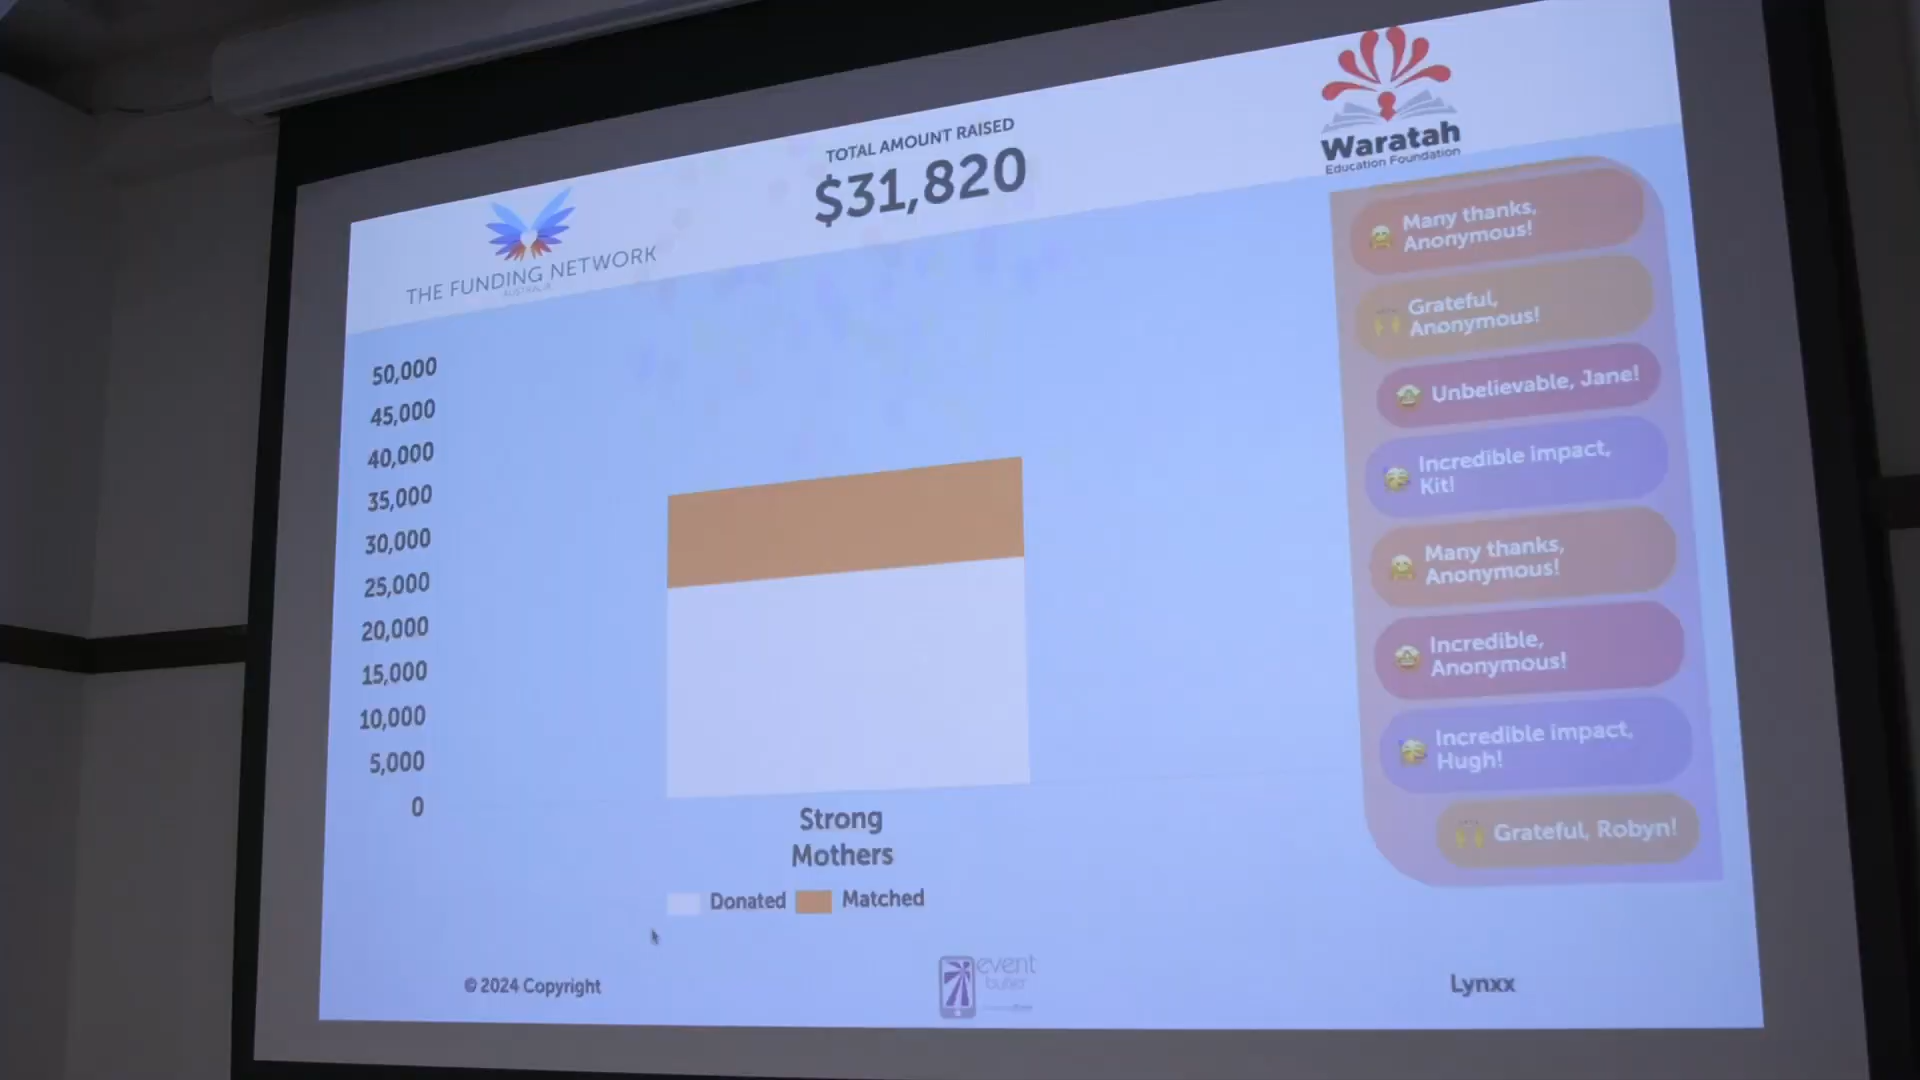 TOTAL AMOUNT RAISED
$31,820
THE FUNDING NETWORK
AUSTRALIA
Waratah
Education Foundation
50,000
45,000
40,000
35,000
30,000
25,000
20,000
15,000
10,000
5,000
0
Strong
Mothers
Donated
Matched
Many thanks,
Anonymous!
Grateful,
Anonymous!
Unbelievable, Jane!
Incredible impact,
Kit!
Many thanks,
Anonymous!
Incredible,
Anonymous!
Incredible impact,
Hugh!
Grateful, Robyn!
© 2024 Copyright
event
butler
Lynxx